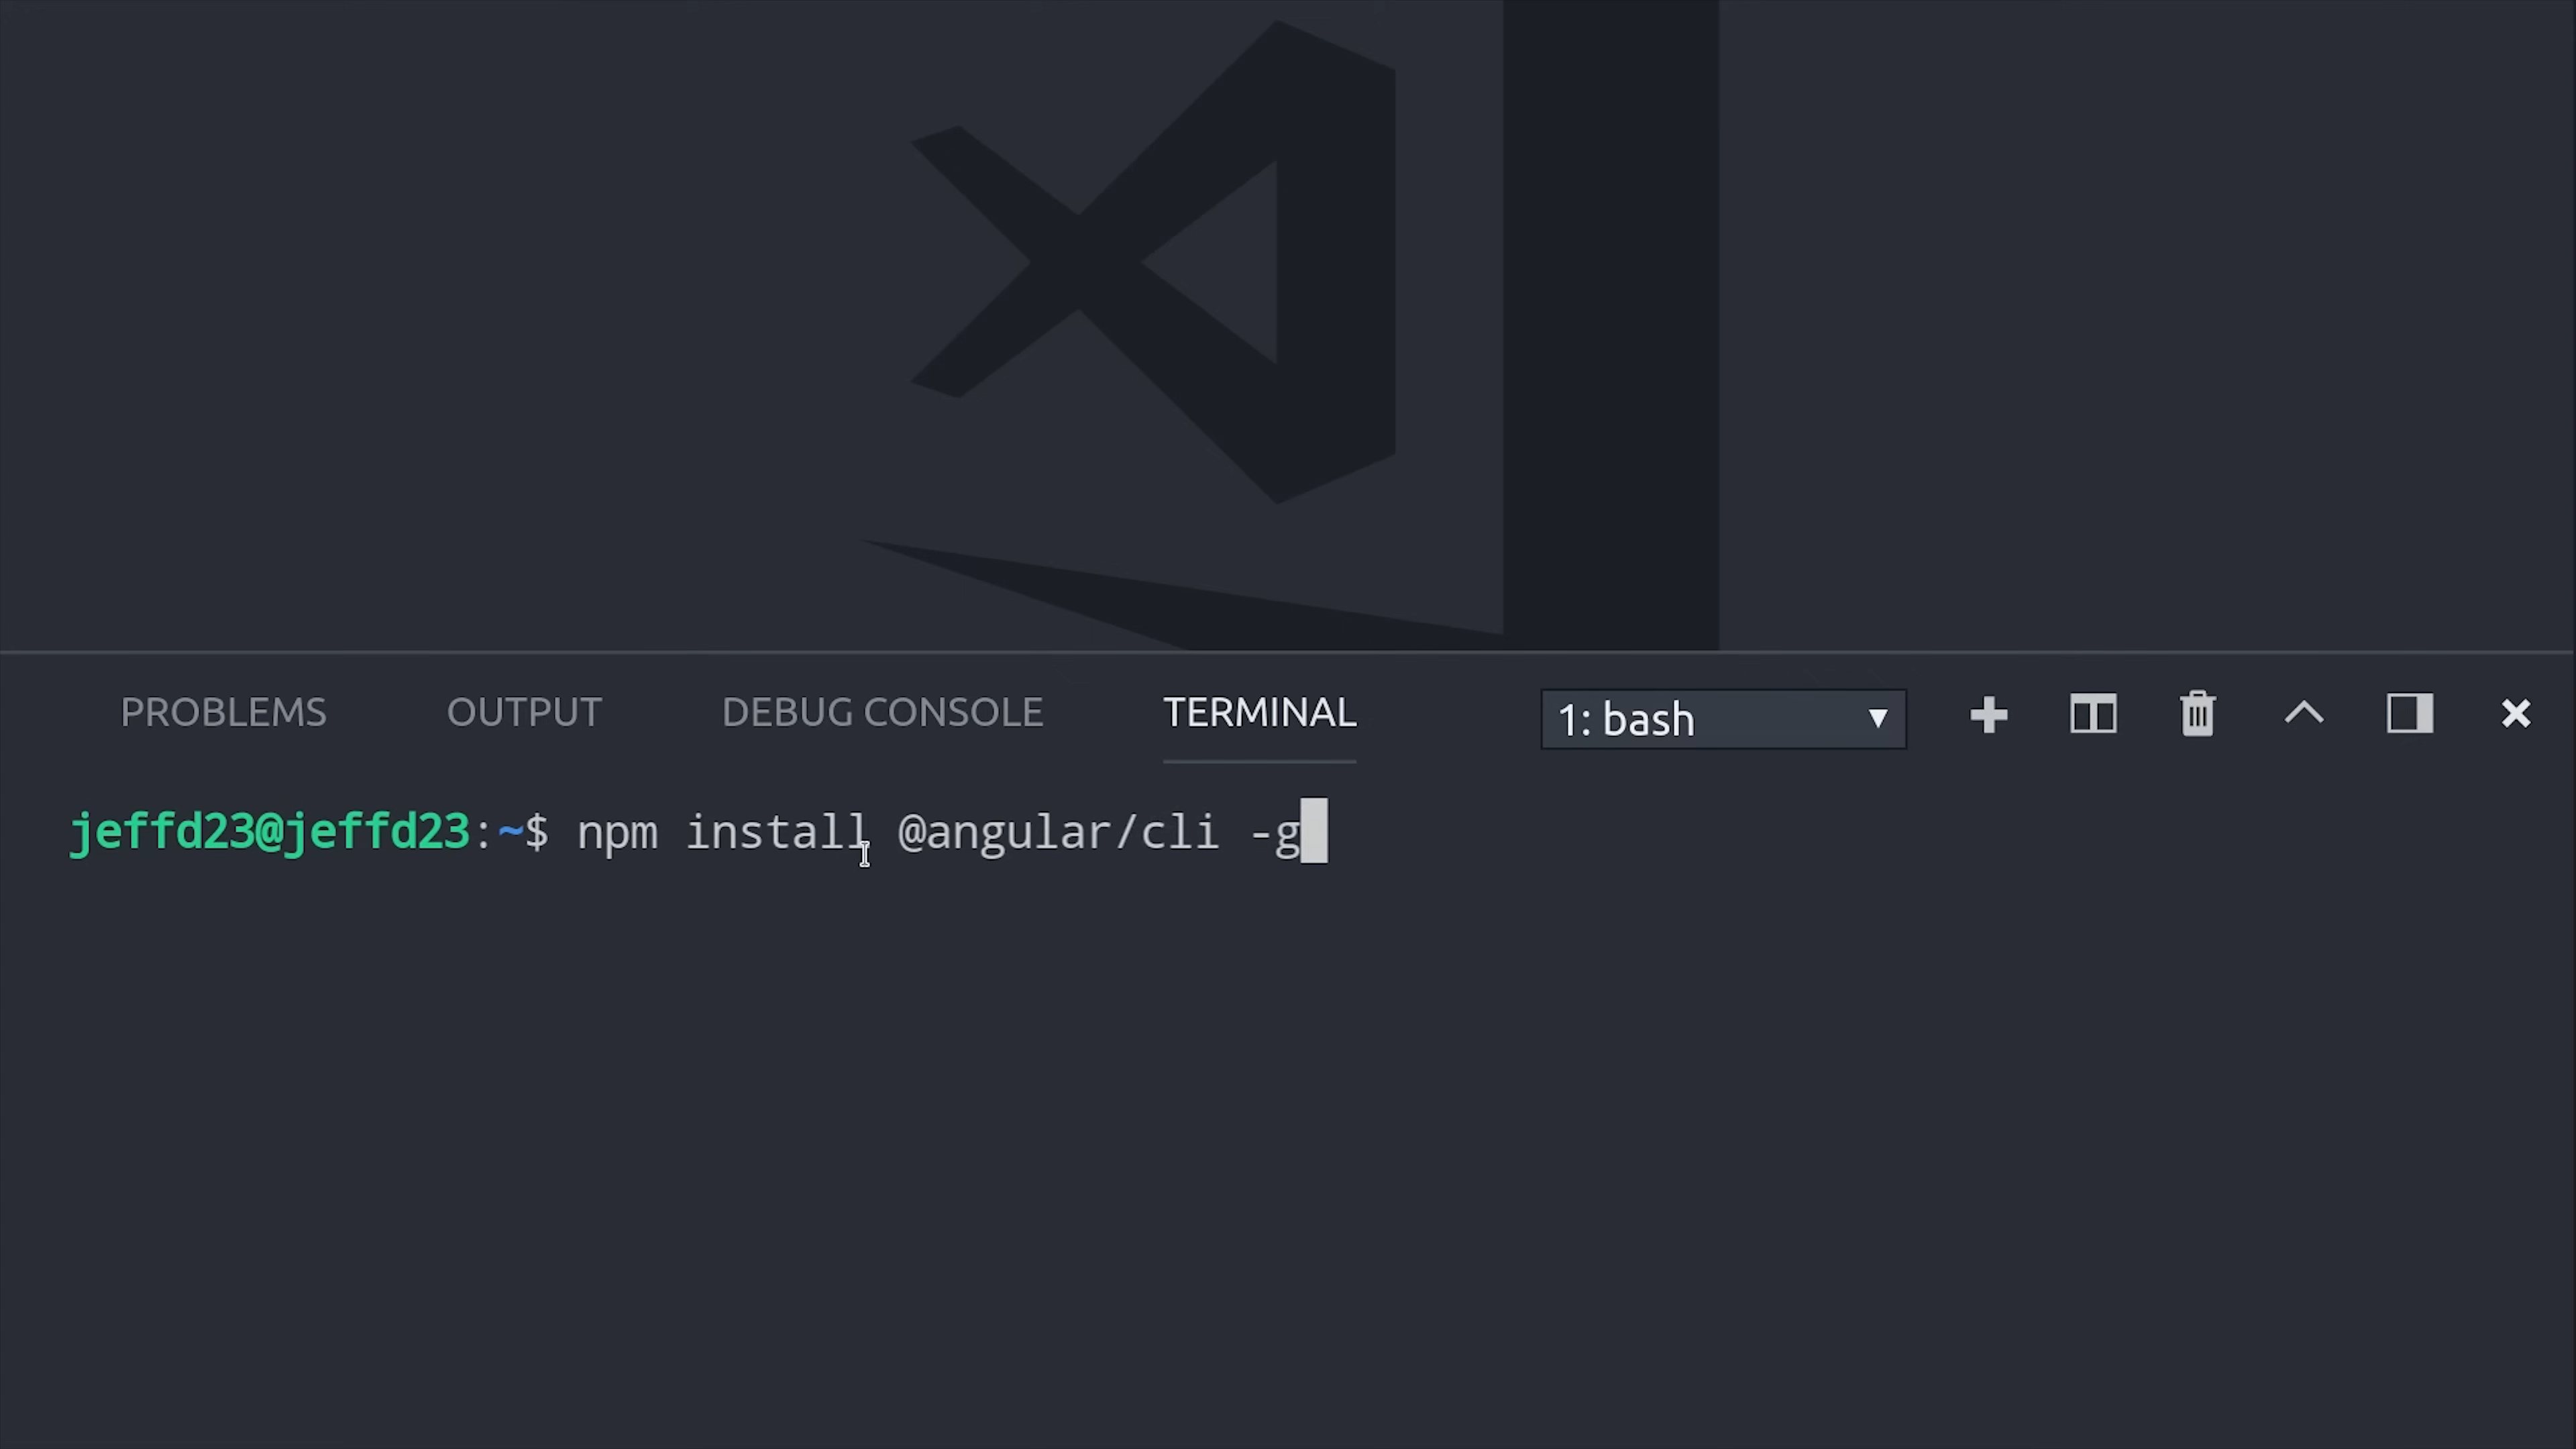 PROBLEMS OUTPUT DEBUG CONSOLE TERMINAL 1: bash
jeffd23@jeffd23:~$ npm install @angular/cli -g